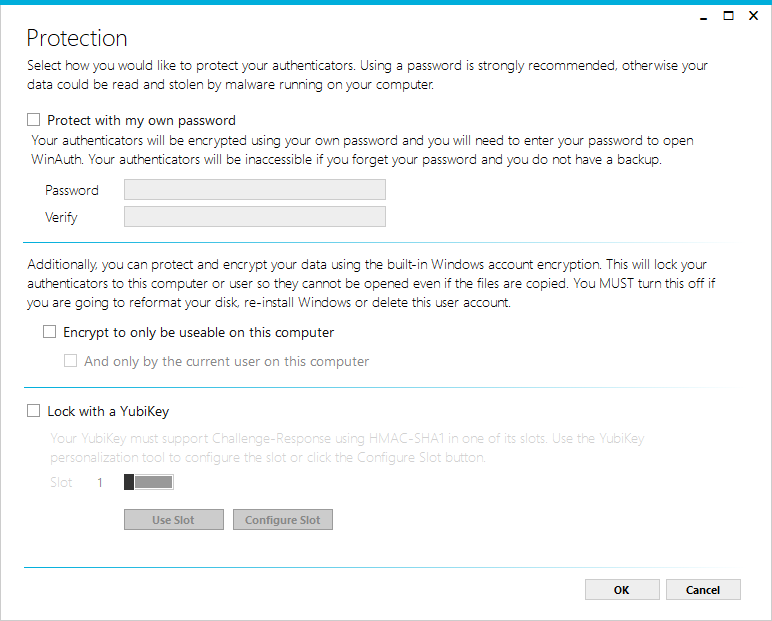 Protection
Select how you would like to protect your authenticators. Using a password is strongly recommended, otherwise your
data could be read and stolen by malware running on your computer.
Protect with my own password
Your authenticators will be encrypted using your own password and you will need to enter your password to open
WinAuth. Your authenticators will be inaccessible if you forget your password and you do not have a backup.
Password
Verify
Additionally, you can protect and encrypt your data using the built-in Windows account encryption. This will lock your
authenticators to this computer or user so they cannot be opened even if the files are copied. You MUST turn this off if
you are going to reformat your disk, re-install Windows or delete this user account.
Encrypt to only be useable on this computer
And only by the current user on this computer
Lock with a YubiKey
Your YubiKey must support Challenge-Response using HMAC-SHA1 in one of its slots. Use the YubiKey
personalization tool to configure the slot or click the Configure Slot button.
Slot 1
Use Slot Configure Slot
OK Cancel